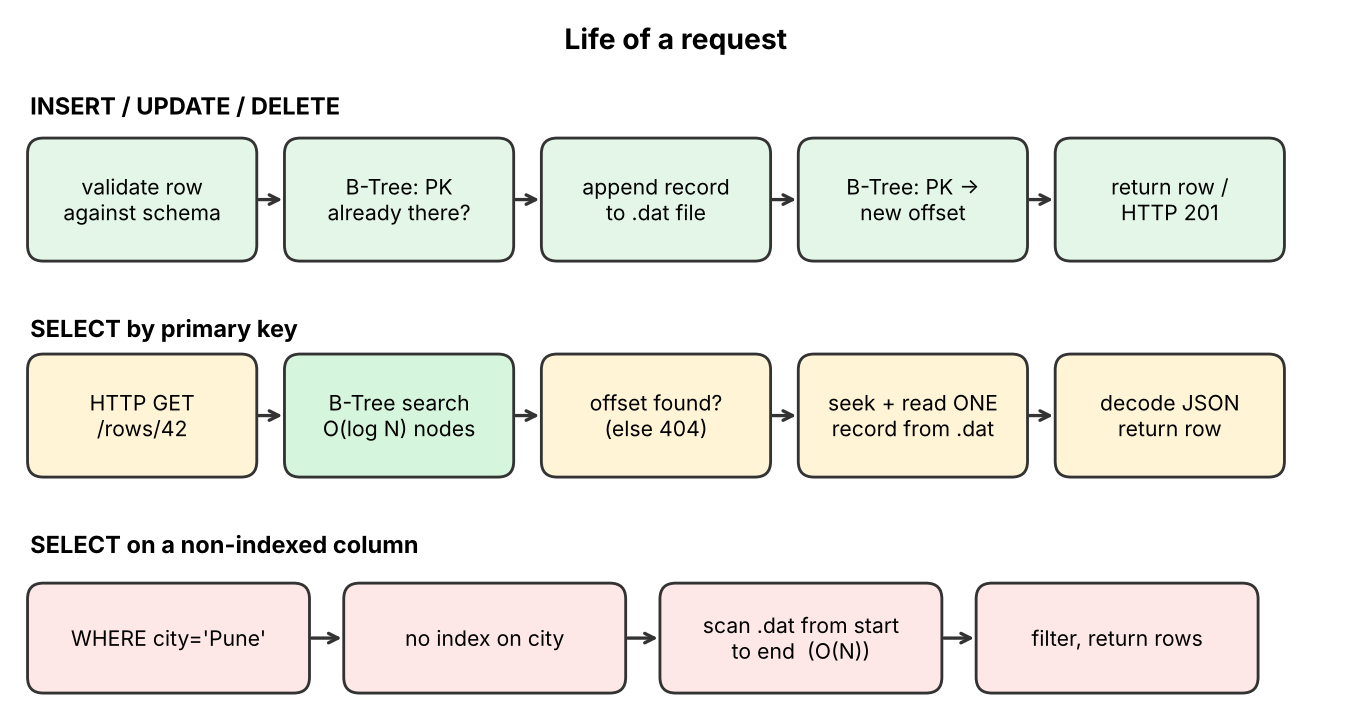 Life of a request
INSERT / UPDATE / DELETE
validate row
against schema
B-Tree: PK
already there?
append record
to .dat file
B-Tree: PK →
new offset
return row /
HTTP 201
SELECT by primary key
HTTP GET
/rows/42
B-Tree search
O(log N) nodes
offset found?
(else 404)
seek + read ONE
record from .dat
decode JSON
return row
SELECT on a non-indexed column
WHERE city='Pune'
no index on city
scan .dat from start
to end  (O(N))
filter, return rows